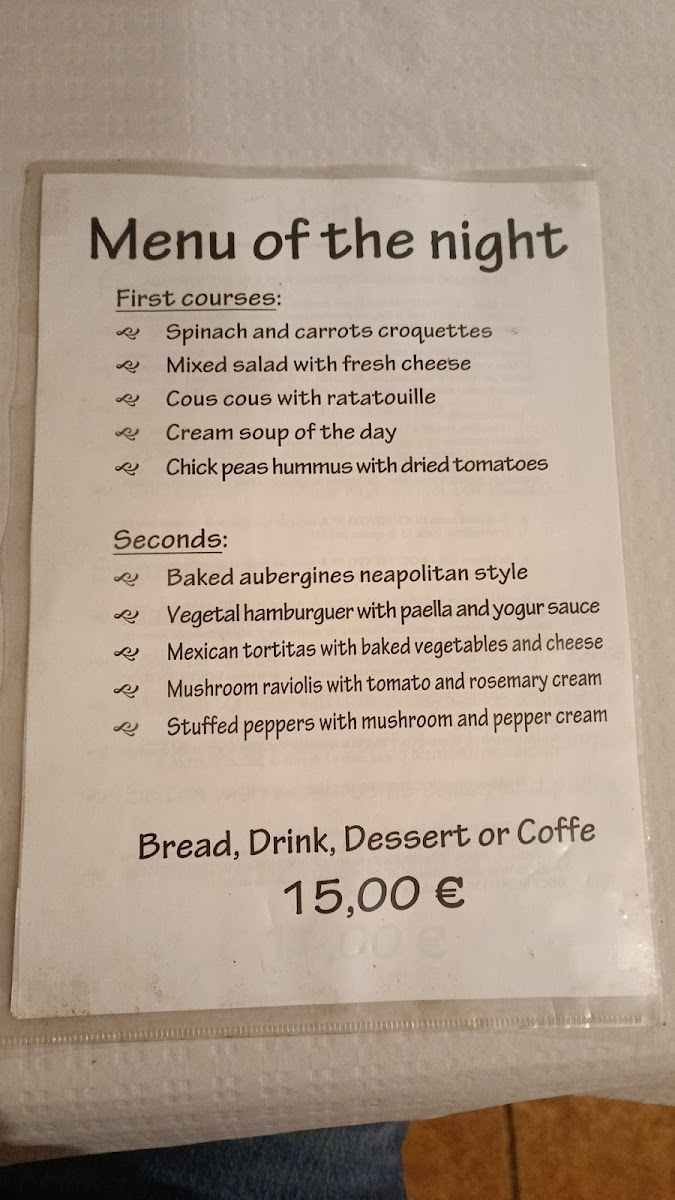 Menu of the night
First courses:
Spinach and carrots croquettes
Mixed salad with fresh cheese
Cous cous with ratatouille
Cream soup of the day
Chick peas hummus with dried tomatoes
Seconds:
Baked aubergines neapolitan style
Vegetal hamburguer with paella and yogur sauce
Mexican tortitas with baked vegetables and cheese
Mushroom raviolis with tomato and rosemary cream
Stuffed peppers with mushroom and pepper cream
Bread, Drink, Dessert or Coffe
15,00 €